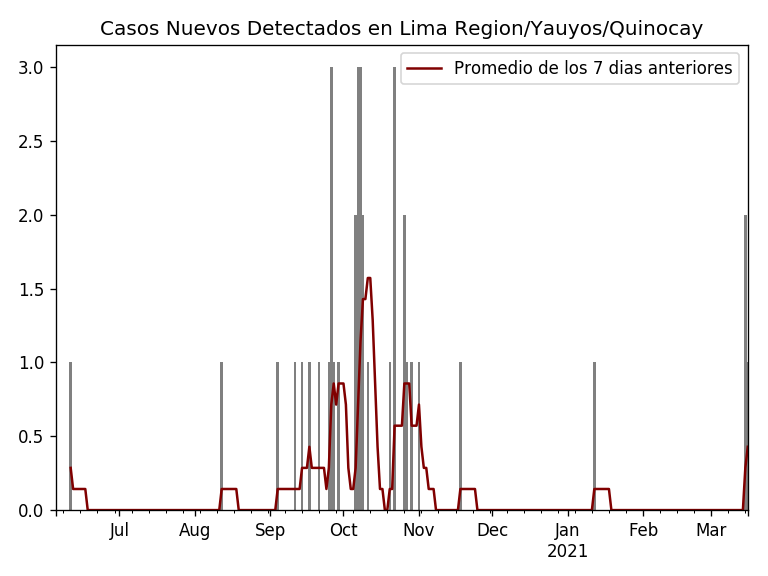 Casos Nuevos Detectados en Lima Region/Yauyos/Quinocay
Promedio de los 7 dias anteriores
3.0
2.5
2.0
1.5
1.0
0.5
0.0
Jul Aug Sep Oct Nov Dec Jan Feb Mar
2021